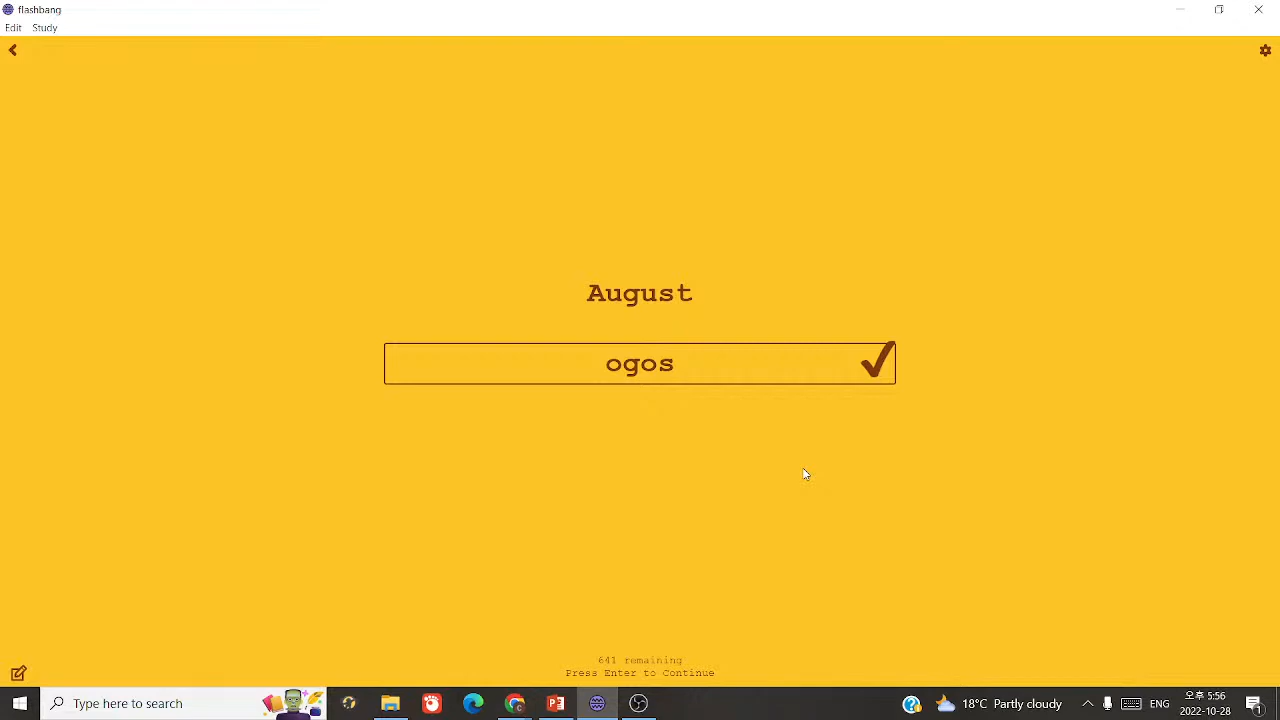 flashbang
Edit Study
August
ogos
641 remaining
Press Enter to Continue
Type here to search
18°C Partly cloudy
ENG
오후 5:56
2022-10-28